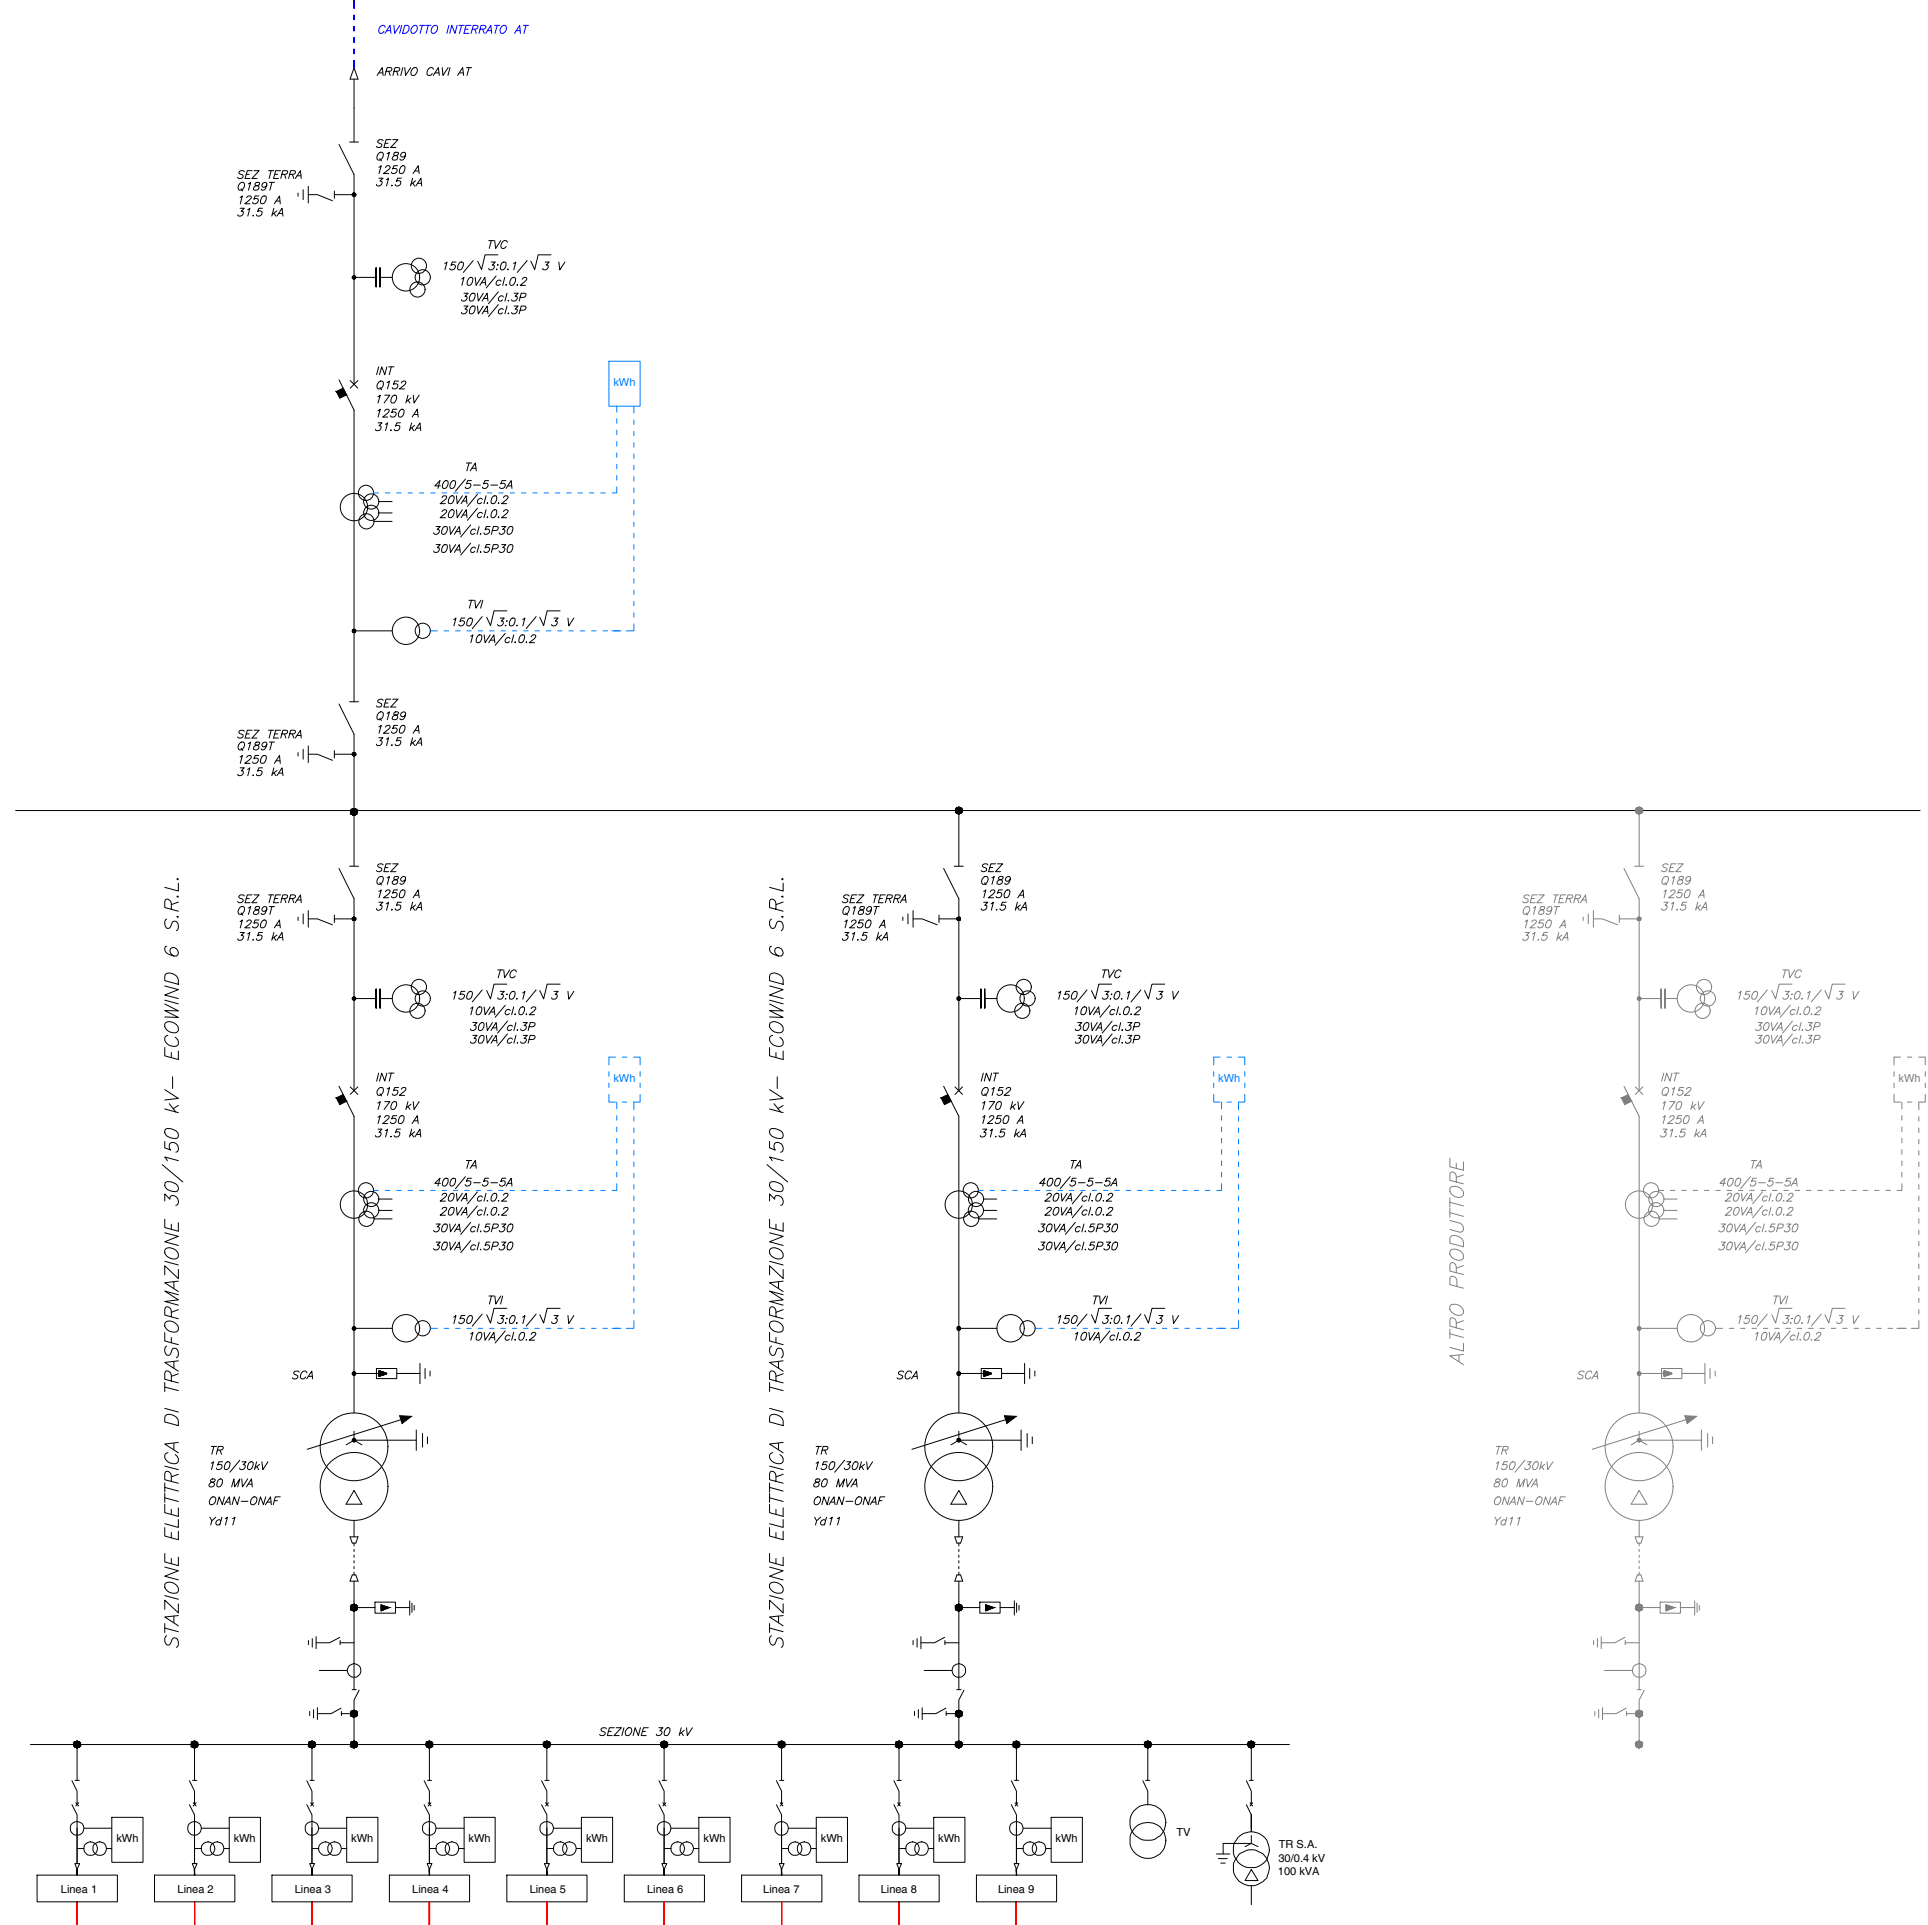 CAVIDOTTO INTERRATO AT
ARRIVO CAVI AT
SEZ
Q189
1250 A
31.5 kA
SEZ TERRA
Q189T
1250 A
31.5 kA
TVC
150/√3:0.1/√3 V
10VA/cl.0.2
30VA/cl.3P
30VA/cl.3P
INT
Q152
170 kV
1250 A
31.5 kA
kWh
TA
400/5-5-5A
20VA/cl.0.2
20VA/cl.0.2
30VA/cl.5P30
30VA/cl.5P30
TVI
150/√3:0.1/√3 V
10VA/cl.0.2
SEZ
Q189
1250 A
31.5 kA
SEZ TERRA
Q189T
1250 A
31.5 kA
STAZIONE ELETTRICA DI TRASFORMAZIONE 30/150 kV- ECOWIND 6 S.R.L.
SEZ
Q189
1250 A
31.5 kA
SEZ TERRA
Q189T
1250 A
31.5 kA
TVC
150/√3:0.1/√3 V
10VA/cl.0.2
30VA/cl.3P
30VA/cl.3P
INT
Q152
170 kV
1250 A
31.5 kA
kWh
TA
400/5-5-5A
20VA/cl.0.2
20VA/cl.0.2
30VA/cl.5P30
30VA/cl.5P30
TVI
150/√3:0.1/√3 V
10VA/cl.0.2
SCA
TR
150/30kV
80 MVA
ONAN-ONAF
Yd11
STAZIONE ELETTRICA DI TRASFORMAZIONE 30/150 kV- ECOWIND 6 S.R.L.
SEZ
Q189
1250 A
31.5 kA
SEZ TERRA
Q189T
1250 A
31.5 kA
TVC
150/√3:0.1/√3 V
10VA/cl.0.2
30VA/cl.3P
30VA/cl.3P
INT
Q152
170 kV
1250 A
31.5 kA
kWh
TA
400/5-5-5A
20VA/cl.0.2
20VA/cl.0.2
30VA/cl.5P30
30VA/cl.5P30
TVI
150/√3:0.1/√3 V
10VA/cl.0.2
SCA
TR
150/30kV
80 MVA
ONAN-ONAF
Yd11
ALTRO PRODUTTORE
SEZ
Q189
1250 A
31.5 kA
SEZ TERRA
Q189T
1250 A
31.5 kA
TVC
150/√3:0.1/√3 V
10VA/cl.0.2
30VA/cl.3P
30VA/cl.3P
INT
Q152
170 kV
1250 A
31.5 kA
kWh
TA
400/5-5-5A
20VA/cl.0.2
20VA/cl.0.2
30VA/cl.5P30
30VA/cl.5P30
TVI
150/√3:0.1/√3 V
10VA/cl.0.2
SCA
TR
150/30kV
80 MVA
ONAN-ONAF
Yd11
SEZIONE 30 kV
kWh
kWh
kWh
kWh
kWh
kWh
kWh
kWh
kWh
TV
TR S.A.
30/0.4 kV
100 kVA
Linea 1
Linea 2
Linea 3
Linea 4
Linea 5
Linea 6
Linea 7
Linea 8
Linea 9